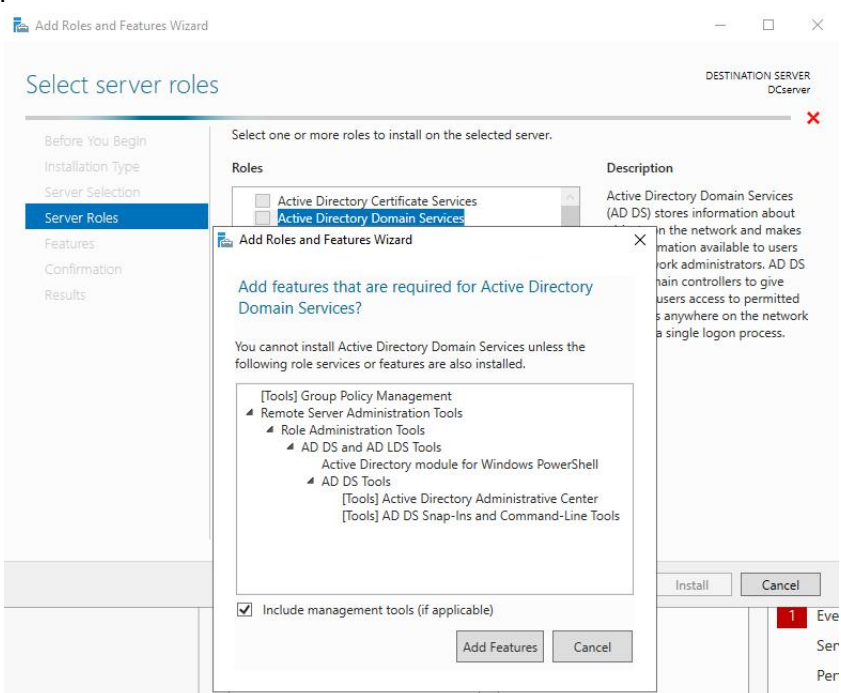 Add Roles and Features Wizard
Select server roles
DESTINATION SERVER
DCserver
Before You Begin
Installation Type
Server Selection
Server Roles
Features
Confirmation
Results
Select one or more roles to install on the selected server.
Roles
Active Directory Certificate Services
Active Directory Domain Services
Description
Active Directory Domain Services
(AD DS) stores information about
on the network and makes
available to users
administrators. AD DS
controllers to give
users access to permitted
anywhere on the network
a single logon process.
Add Roles and Features Wizard
Add features that are required for Active Directory
Domain Services?
You cannot install Active Directory Domain Services unless the
following role services or features are also installed.
[Tools] Group Policy Management
Remote Server Administration Tools
Role Administration Tools
AD DS and AD LDS Tools
Active Directory module for Windows PowerShell
AD DS Tools
[Tools] Active Directory Administrative Center
[Tools] AD DS Snap-Ins and Command-Line Tools
Include management tools (if applicable)
Add Features
Cancel
Install
Cancel
1